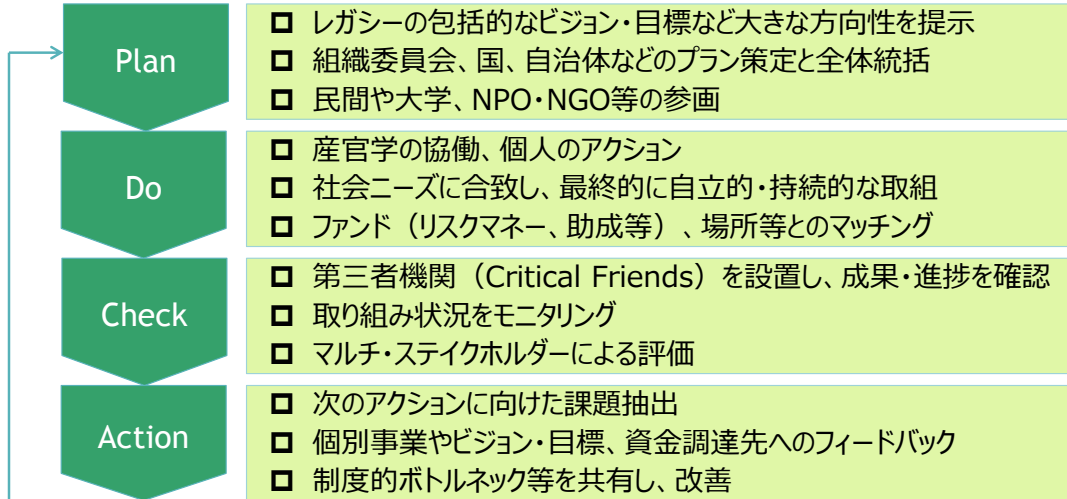 Plan
□ レガシーの包括的なビジョン・目標など大きな方向性を提示
□ 組織委員会、国、自治体などのプラン策定と全体統括
□ 民間や大学、NPO・NGO等の参画
Do
□ 産官学の協働、個人のアクション
□ 社会ニーズに合致し、最終的に自立的・持続的な取組
□ ファンド（リスクマネー、助成等）、場所等とのマッチング
Check
□ 第三者機関（Critical Friends）を設置し、成果・進捗を確認
□ 取り組み状況をモニタリング
□ マルチ・ステイクホルダーによる評価
Action
□ 次のアクションに向けた課題抽出
□ 個別事業やビジョン・目標、資金調達先へのフィードバック
□ 制度的ボトルネック等を共有し、改善